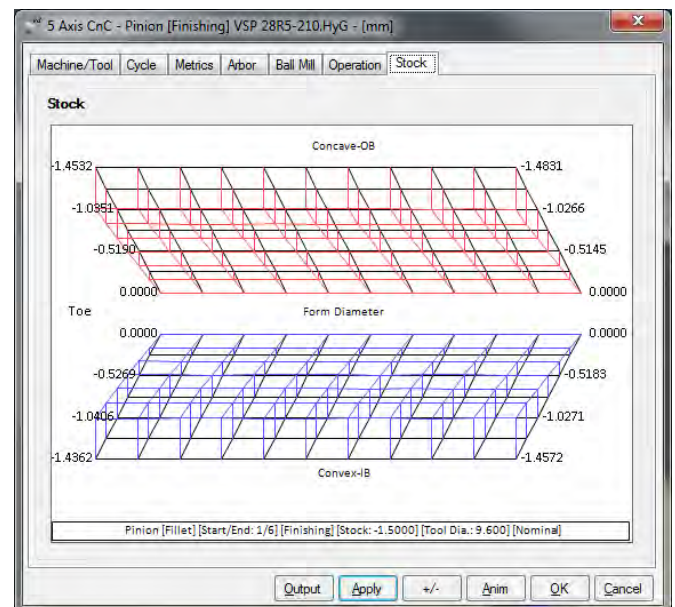 5 Axis CnC - Pinion [Finishing] VSP 28R5-210.HyG - [mm]
Machine/Tool Cycle Metrics Arbor Ball Mill Operation Stock
Stock
Concave-OB
-1.4532 -1.4831
-1.0351 -1.0266
-0.5190 -0.5145
0.0000 0.0000
Toe Form Diameter
0.0000 0.0000
-0.5269 -0.5183
-1.0406 -1.0271
-1.4362 -1.4572
Convex-IB
Pinion [Fillet] [Start/End: 1/6] [Finishing] [Stock: -1.5000] [Tool Dia.: 9.600] [Nominal]
Output Apply +/- Anim OK Cancel